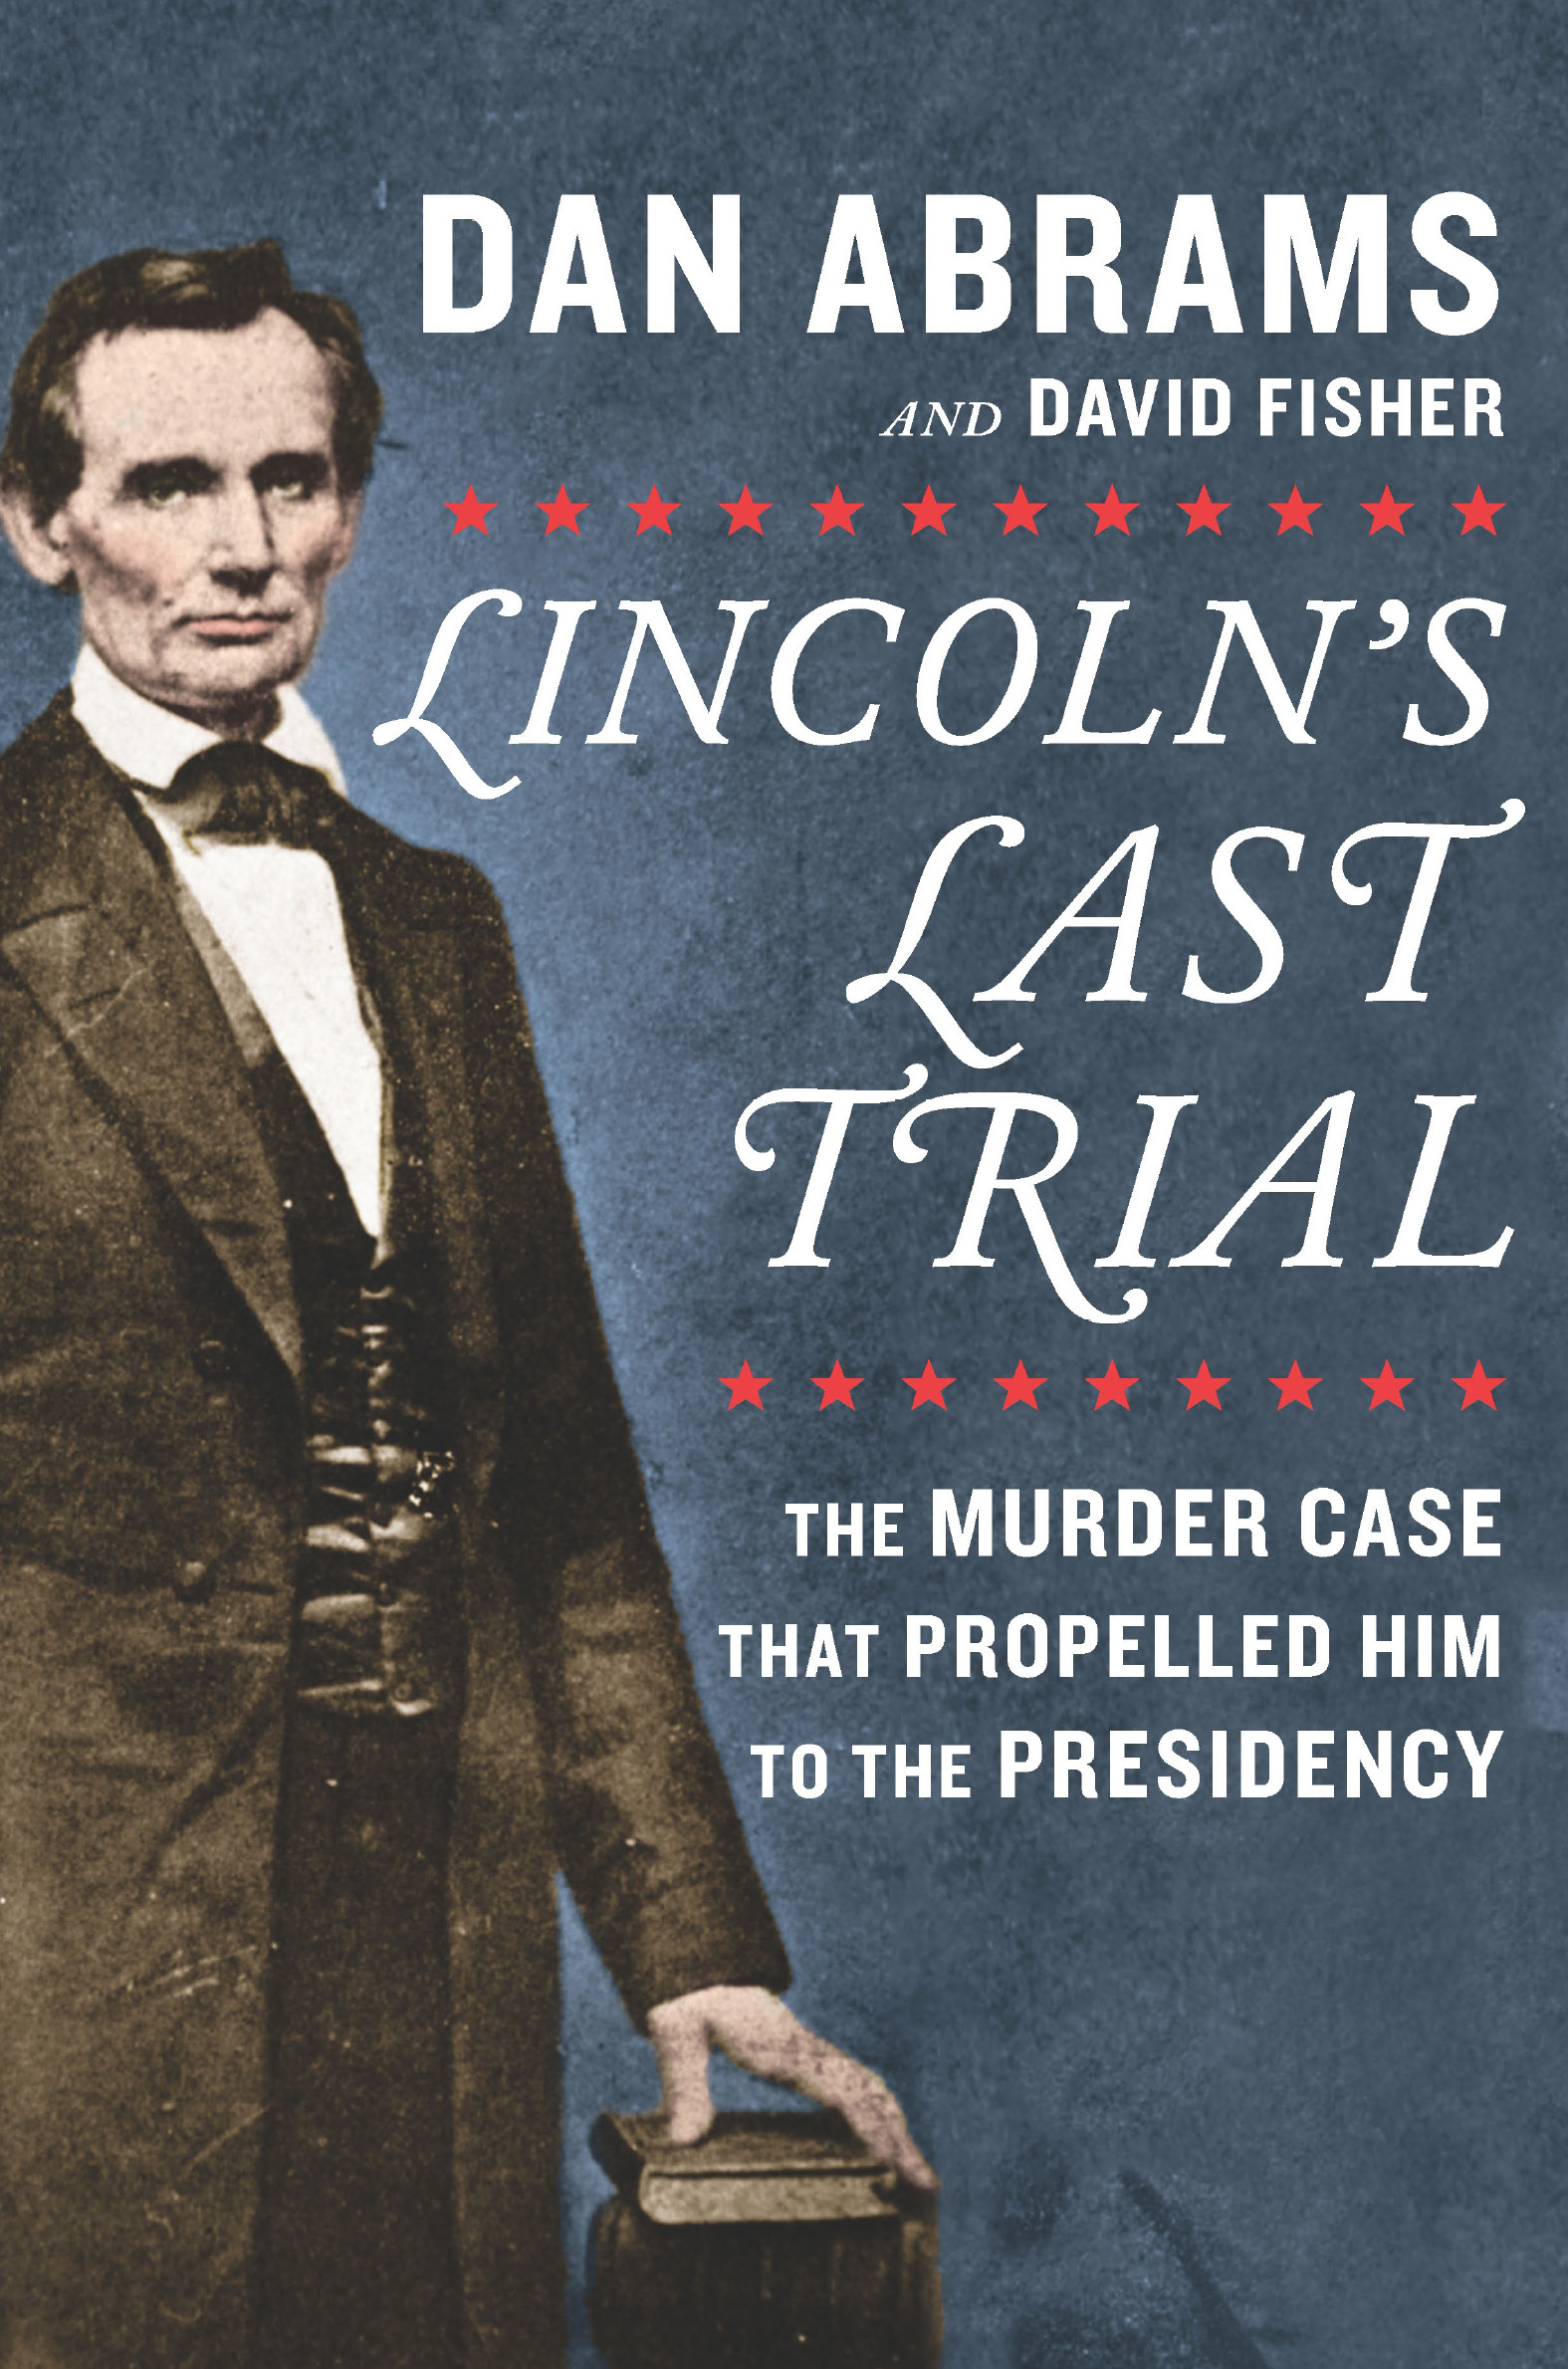 DAN ABRAMS
AND DAVID FISHER
LINCOLN'S
LAST
TRIAL
THE MURDER CASE
THAT PROPELLED HIM
TO THE PRESIDENCY